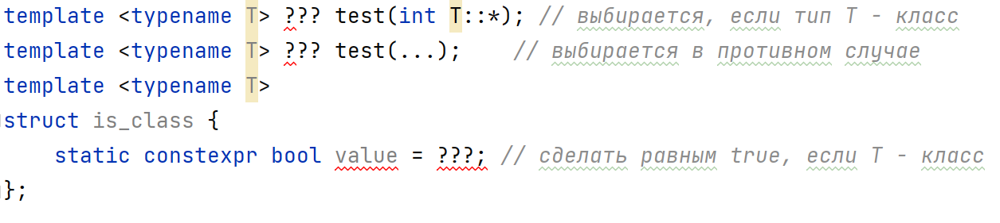 template <typename T> ??? test(int T::*); // выбирается, если тип T - класс
template <typename T> ??? test(...);    // выбирается в противном случае
template <typename T>
struct is_class {
    static constexpr bool value = ???; // сделать равным true, если T - класс
};